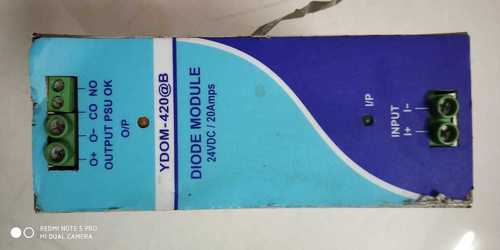 O+ O- CO NO
OUTPUT PSU OK
O/P
YDOM-420@B
DIODE MODULE
24VDC / 20Amps
I/P
INPUT
I+ I-
REDMI NOTE 5 PRO
MI DUAL CAMERA